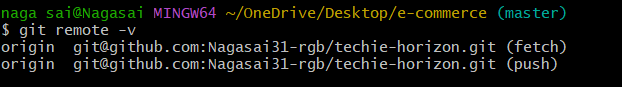 naga sai@Nagasai MINGW64 ~/OneDrive/Desktop/e-commerce (master)
$ git remote -v
origin  git@github.com:Nagasai31-rgb/techie-horizon.git (fetch)
origin  git@github.com:Nagasai31-rgb/techie-horizon.git (push)